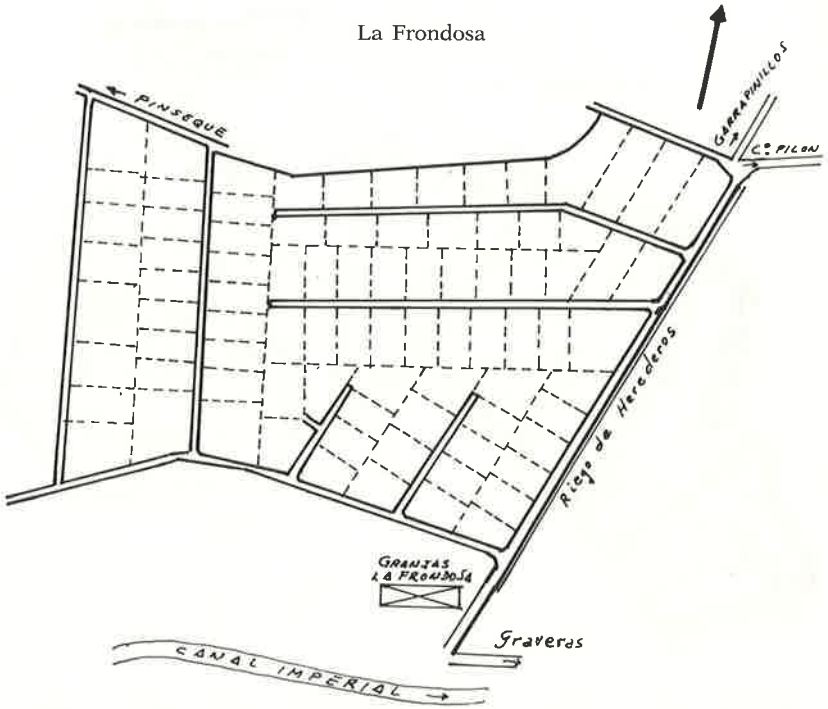 La Frondosa
PINSEQUE
GARRAPINILLOS
Cº PILON
Riego de Herederos
GRANJAS
LA FRONDOSA
Graveras
CANAL IMPERIAL